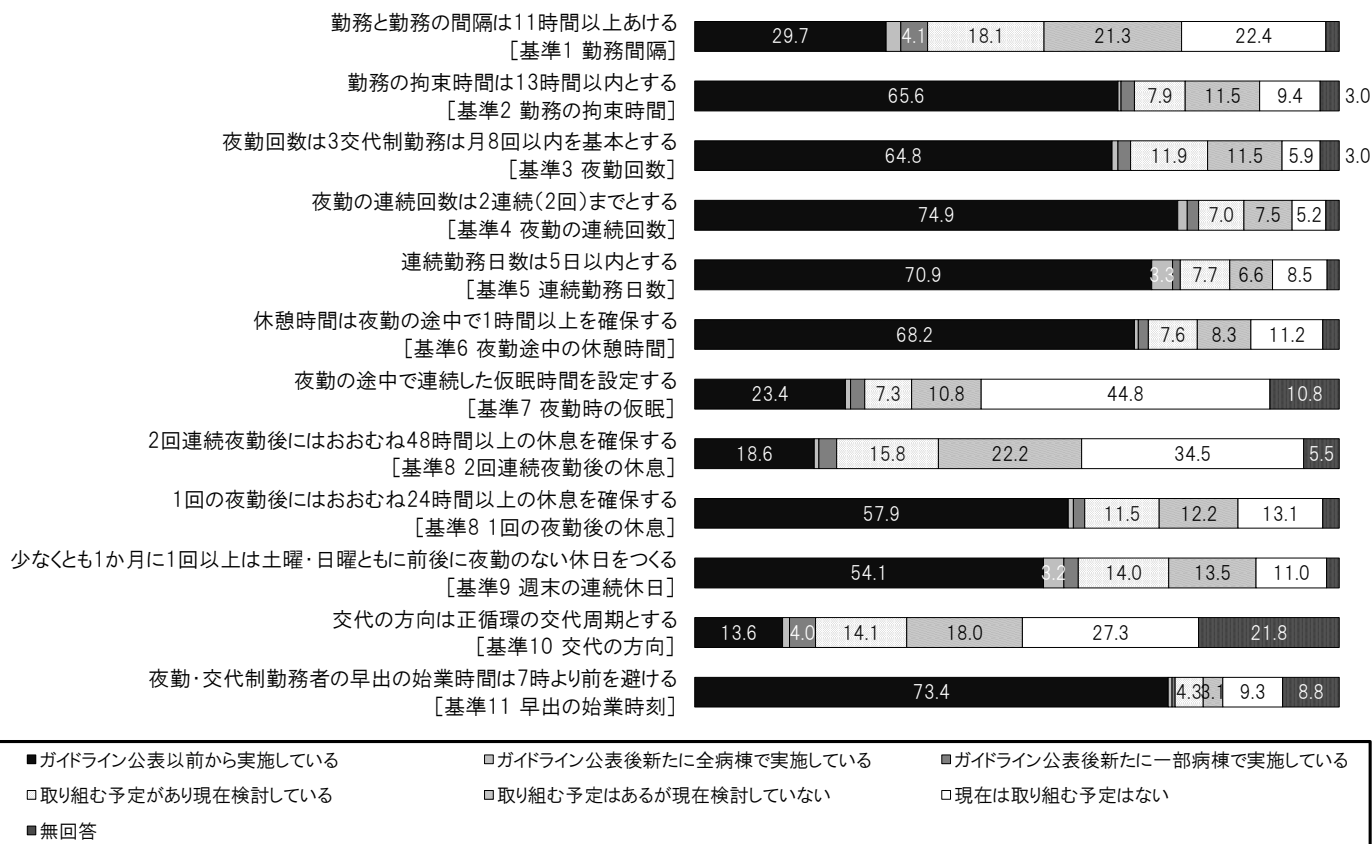 勤務と勤務の間隔は11時間以上あける
［基準1 勤務間隔］
29.7 4.1 18.1 21.3 22.4
勤務の拘束時間は13時間以内とする
［基準2 勤務の拘束時間］
65.6 7.9 11.5 9.4 3.0
夜勤回数は3交代制勤務は月8回以内を基本とする
［基準3 夜勤回数］
64.8 11.9 11.5 5.9 3.0
夜勤の連続回数は2連続（2回）までとする
［基準4 夜勤の連続回数］
74.9 7.0 7.5 5.2
連続勤務日数は5日以内とする
［基準5 連続勤務日数］
70.9 3.3 7.7 6.6 8.5
休憩時間は夜勤の途中で1時間以上を確保する
［基準6 夜勤途中の休憩時間］
68.2 7.6 8.3 11.2
夜勤の途中で連続した仮眠時間を設定する
［基準7 夜勤時の仮眠］
23.4 7.3 10.8 44.8 10.8
2回連続夜勤後にはおおむね48時間以上の休息を確保する
［基準8 2回連続夜勤後の休息］
18.6 15.8 22.2 34.5 5.5
1回の夜勤後にはおおむね24時間以上の休息を確保する
［基準8 1回の夜勤後の休息］
57.9 11.5 12.2 13.1
少なくとも1か月に1回以上は土曜・日曜ともに前後に夜勤のない休日をつくる
［基準9 週末の連続休日］
54.1 3.2 14.0 13.5 11.0
交代の方向は正循環の交代周期とする
［基準10 交代の方向］
13.6 4.0 14.1 18.0 27.3 21.8
夜勤・交代制勤務者の早出の始業時間は7時より前を避ける
［基準11 早出の始業時刻］
73.4 4.3 3.1 9.3 8.8
■ガイドライン公表以前から実施している ■ガイドライン公表後新たに全病棟で実施している ■ガイドライン公表後新たに一部病棟で実施している
□取り組む予定があり現在検討している ■取り組む予定はあるが現在検討していない □現在は取り組む予定はない
■無回答